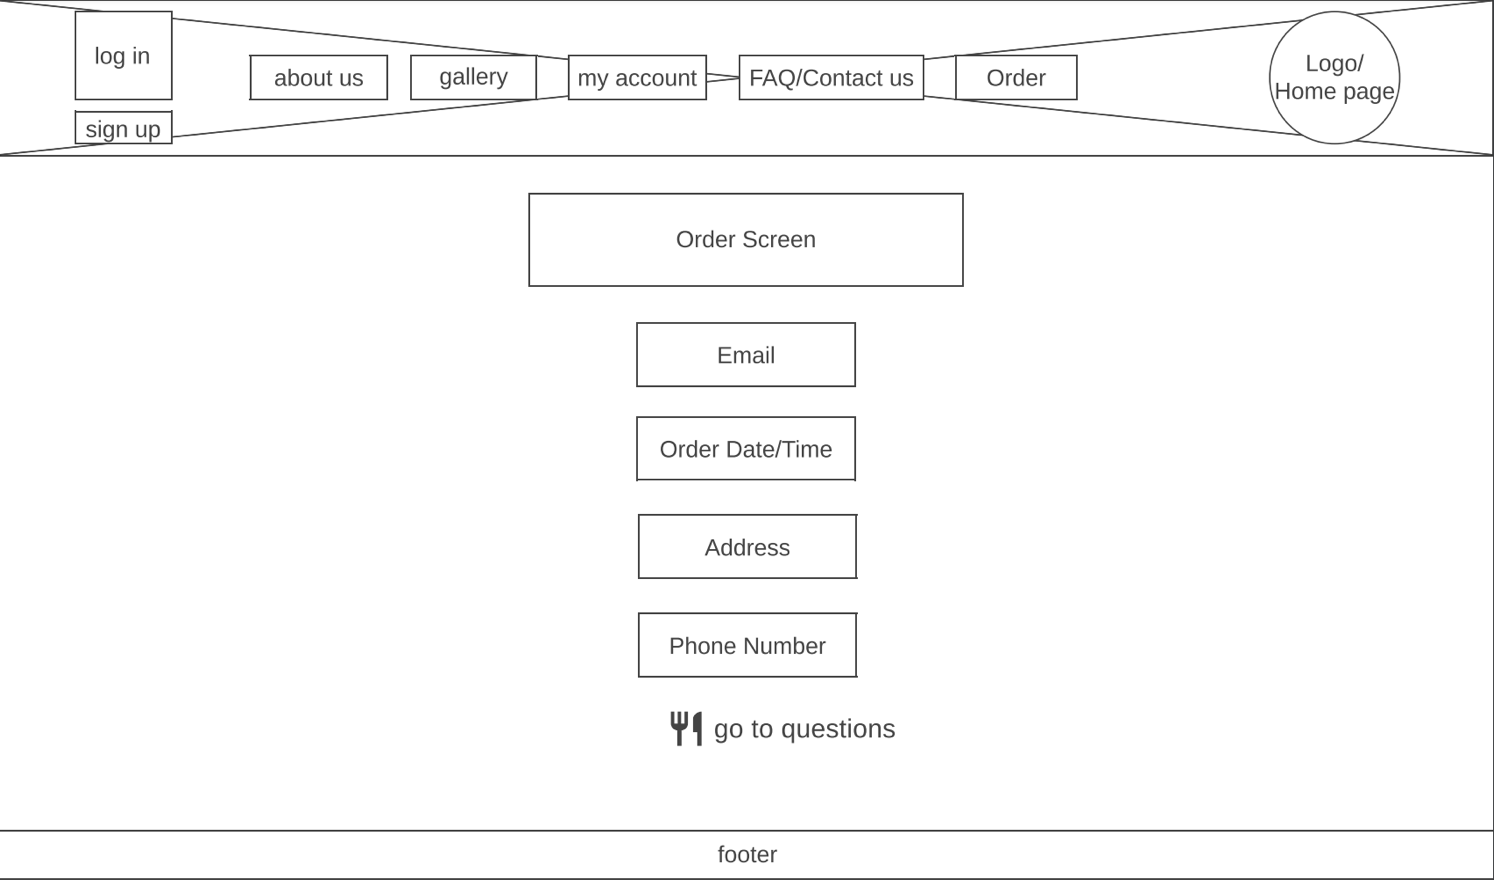 log in
sign up
about us
gallery
my account
FAQ/Contact us
Order
Logo/
Home page
Order Screen
Email
Order Date/Time
Address
Phone Number
go to questions
footer